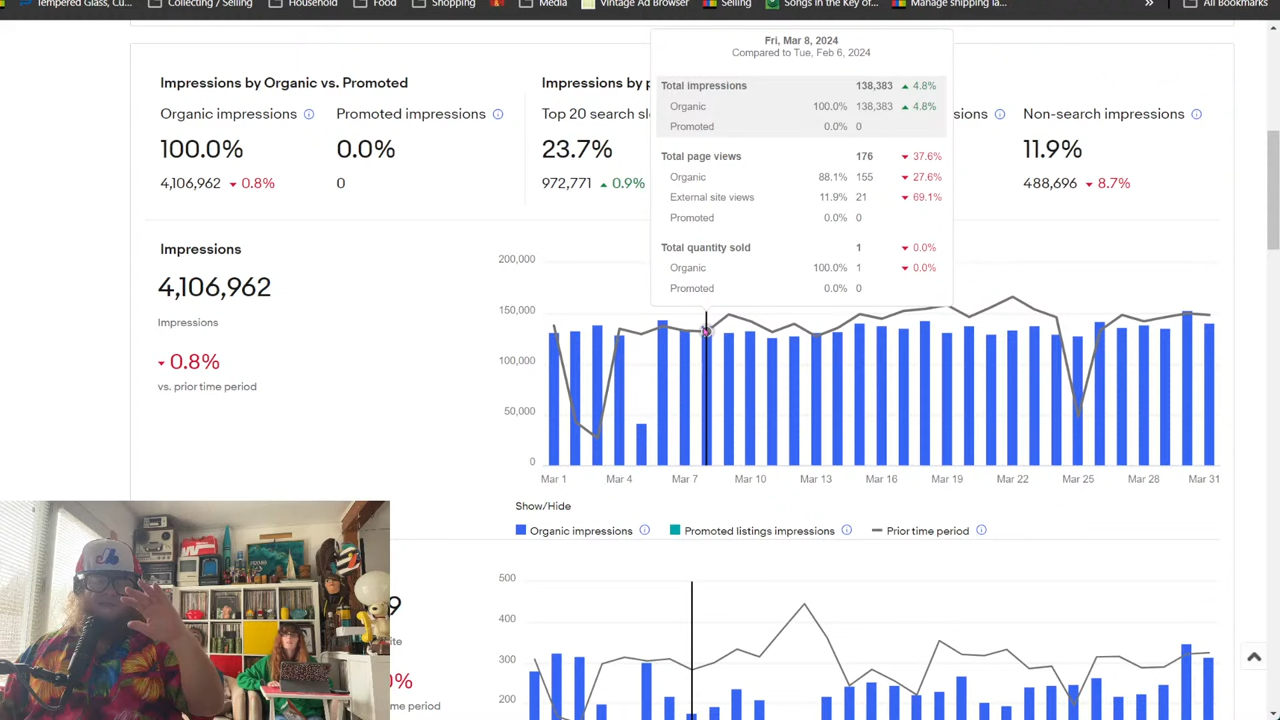 Tempered Glass, Cu...
Collecting / Selling
Household
Food
Shopping
Media
Vintage Ad Browser
Selling
Songs in the Key of...
Manage shipping la...
»
All Bookmarks
Fri, Mar 8, 2024
Compared to Tue, Feb 6, 2024
Total impressions 138,383 4.8%
Organic 100.0% 138,383 4.8%
Promoted 0.0% 0
Total page views 176 37.6%
Organic 88.1% 155 27.6%
External site views 11.9% 21 69.1%
Promoted 0.0% 0
Total quantity sold 1 0.0%
Organic 100.0% 1 0.0%
Promoted 0.0% 0
Impressions by Organic vs. Promoted
Organic impressions
100.0%
4,106,962 0.8%
Promoted impressions
0.0%
0
Impressions by p
Top 20 search sl
23.7%
972,771 0.9%
ssions
Non-search impressions
11.9%
488,696 8.7%
Impressions
4,106,962
Impressions
0.8%
vs. prior time period
200,000
150,000
100,000
50,000
0
Mar 1 Mar 4 Mar 7 Mar 10 Mar 13 Mar 16 Mar 19 Mar 22 Mar 25 Mar 28 Mar 31
Show/Hide
Organic impressions Promoted listings impressions Prior time period
500
400
300
200
9
ite
0%
me period